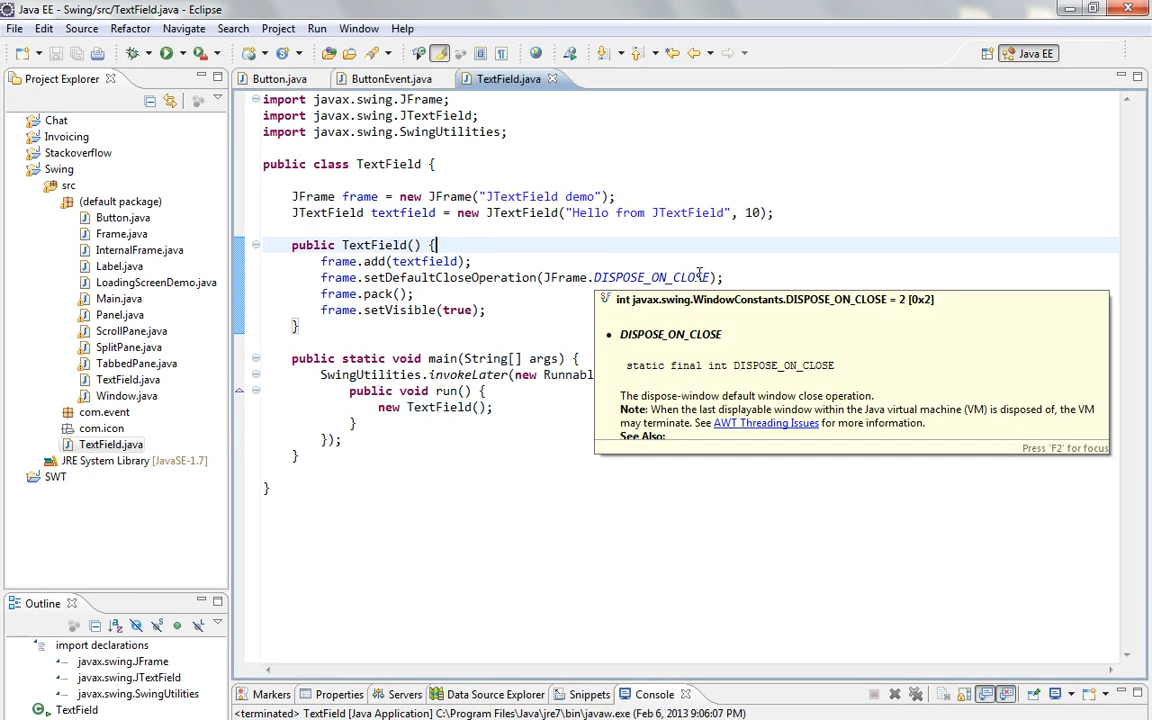 Java EE - Swing/src/TextField.java - Eclipse
File Edit Source Refactor Navigate Search Project Run Window Help
Java EE
Project Explorer
Button.java ButtonEvent.java TextField.java
Chat
Invoicing
Stackoverflow
Swing
src
(default package)
Button.java
Frame.java
InternalFrame.java
Label.java
LoadingScreenDemo.java
Main.java
Panel.java
ScrollPane.java
SplitPane.java
TabbedPane.java
TextField.java
Window.java
com.event
com.icon
TextField.java
JRE System Library [JavaSE-1.7]
SWT
import javax.swing.JFrame;
import javax.swing.JTextField;
import javax.swing.SwingUtilities;
public class TextField {
JFrame frame = new JFrame("JTextField demo");
JTextField textfield = new JTextField("Hello from JTextField", 10);
public TextField() {
frame.add(textfield);
frame.setDefaultCloseOperation(JFrame.DISPOSE_ON_CLOSE);
frame.pack();
frame.setVisible(true);
}
public static void main(String[] args) {
SwingUtilities.invokeLater(new Runnabl
public void run() {
new TextField();
}
});
}
}
int javax.swing.WindowConstants.DISPOSE_ON_CLOSE = 2 [0x2]
• DISPOSE_ON_CLOSE
static final int DISPOSE_ON_CLOSE
The dispose-window default window close operation.
Note: When the last displayable window within the Java virtual machine (VM) is disposed of, the VM
may terminate. See AWT Threading Issues for more information.
See Also:
Press 'F2' for focus
Outline
import declarations
javax.swing.JFrame
javax.swing.JTextField
javax.swing.SwingUtilities
TextField
Markers Properties Servers Data Source Explorer Snippets Console
<terminated> TextField [Java Application] C:\Program Files\Java\jre7\bin\javaw.exe (Feb 6, 2013 9:06:07 PM)